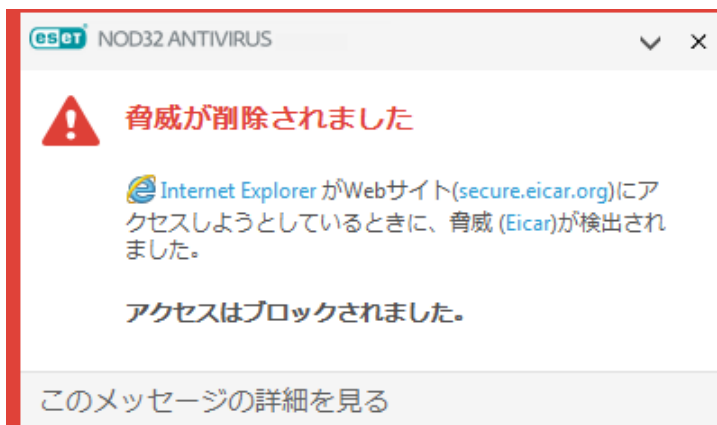 eseT NOD32 ANTIVIRUS
脅威が削除されました
Internet Explorer がWebサイト(secure.eicar.org)にア
クセスしようとしているときに、脅威 (Eicar)が検出され
ました。
アクセスはブロックされました。
このメッセージの詳細を見る